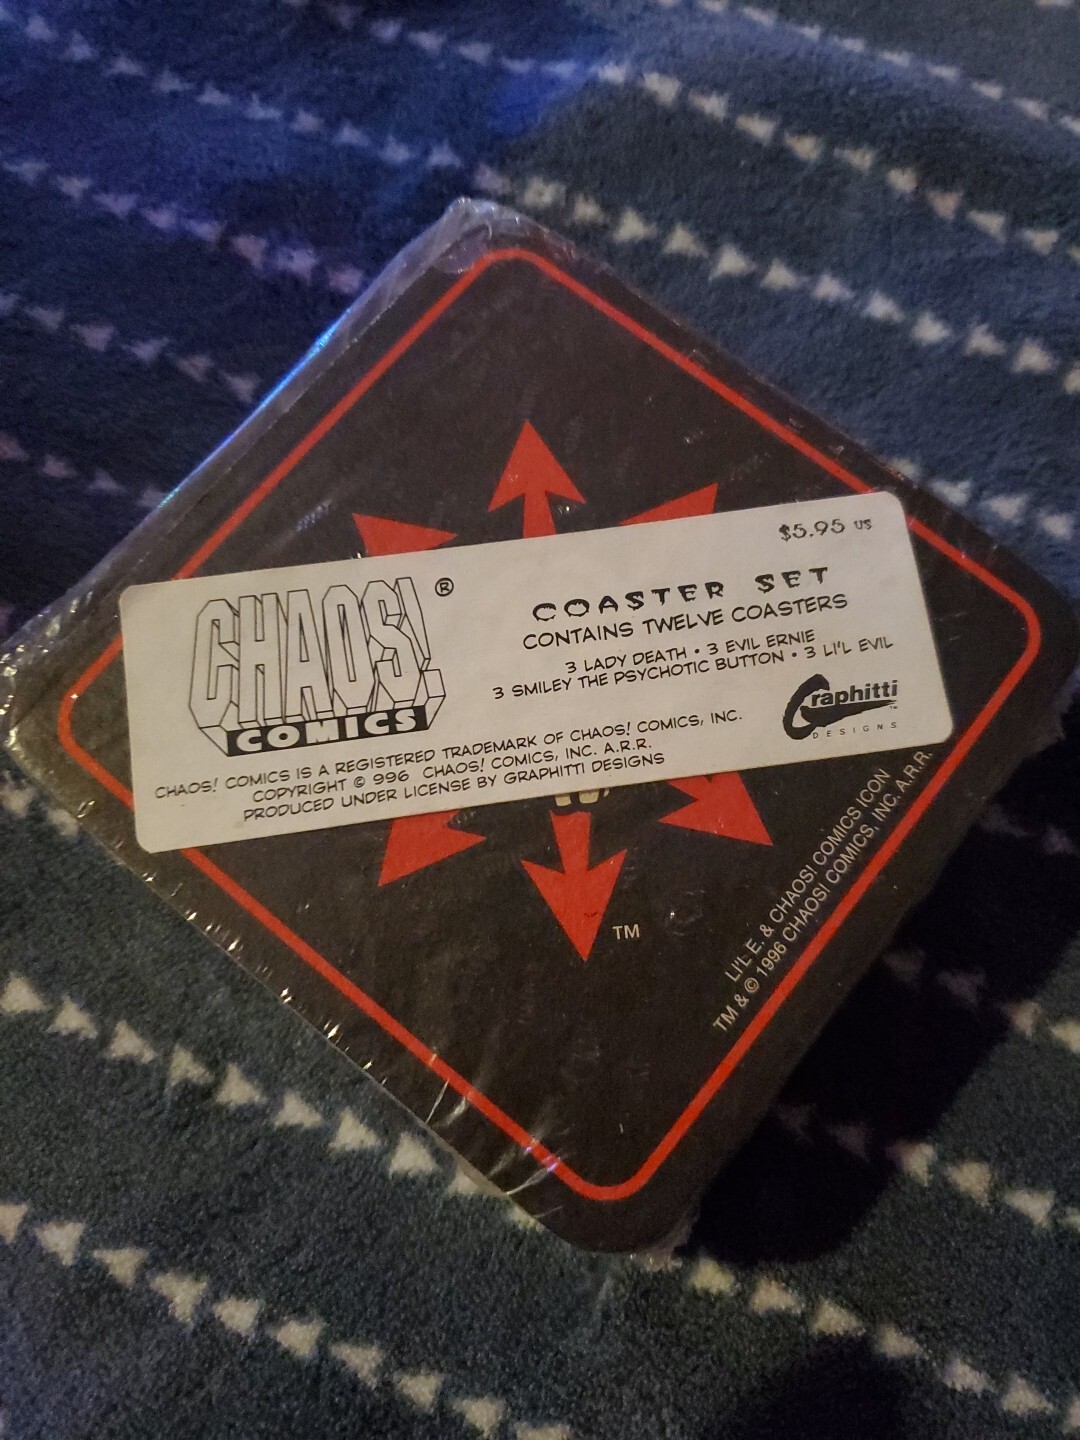 $5.95 US
CHAOS! ®
COMICS
COASTER SET
CONTAINS TWELVE COASTERS
3 LADY DEATH • 3 EVIL ERNIE
3 SMILEY THE PSYCHOTIC BUTTON • 3 LI'L EVIL
Graphitti ™
DESIGNS
CHAOS! COMICS IS A REGISTERED TRADEMARK OF CHAOS! COMICS, INC.
COPYRIGHT © 996 CHAOS! COMICS, INC. A.R.R.
PRODUCED UNDER LICENSE BY GRAPHITTI DESIGNS
TM
LI'L E. & CHAOS! COMICS ICON
TM & © 1996 CHAOS! COMICS, INC. A.R.R.